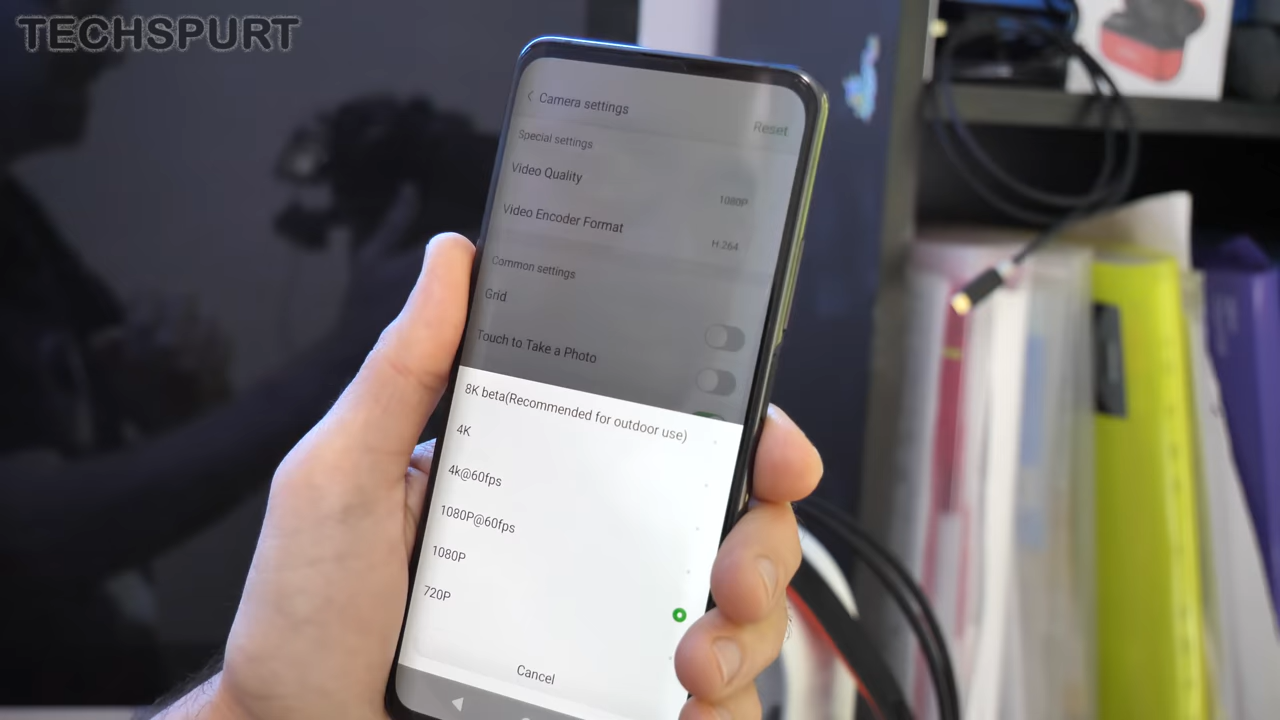 TECHSPURT
Camera settings
Reset
Special settings
Video Quality
1080P
Video Encoder Format
H.264
Common settings
Grid
Touch to Take a Photo
8K beta(Recommended for outdoor use)
4K
4k@60fps
1080P@60fps
1080P
720P
Cancel